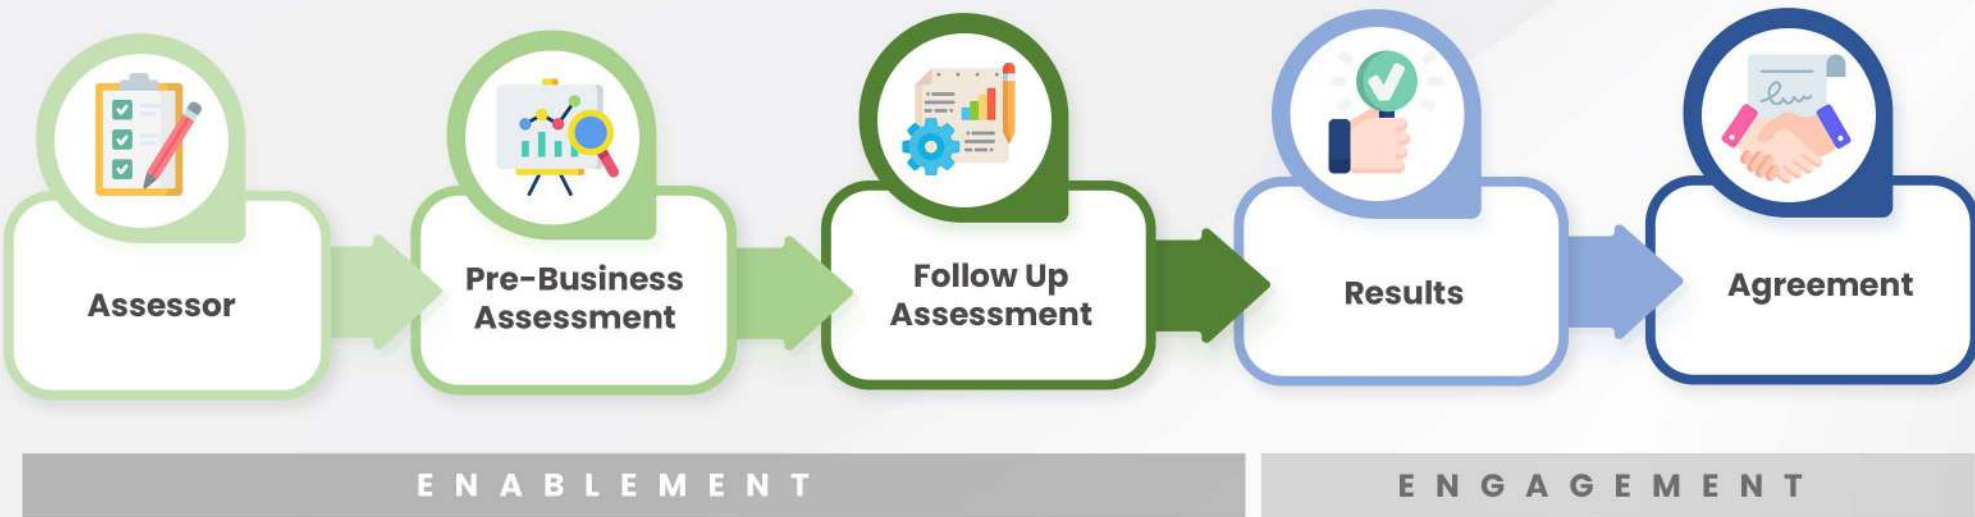 Assessor
Pre-Business
Assessment
Follow Up
Assessment
Results
Agreement
ENABLEMENT
ENGAGEMENT